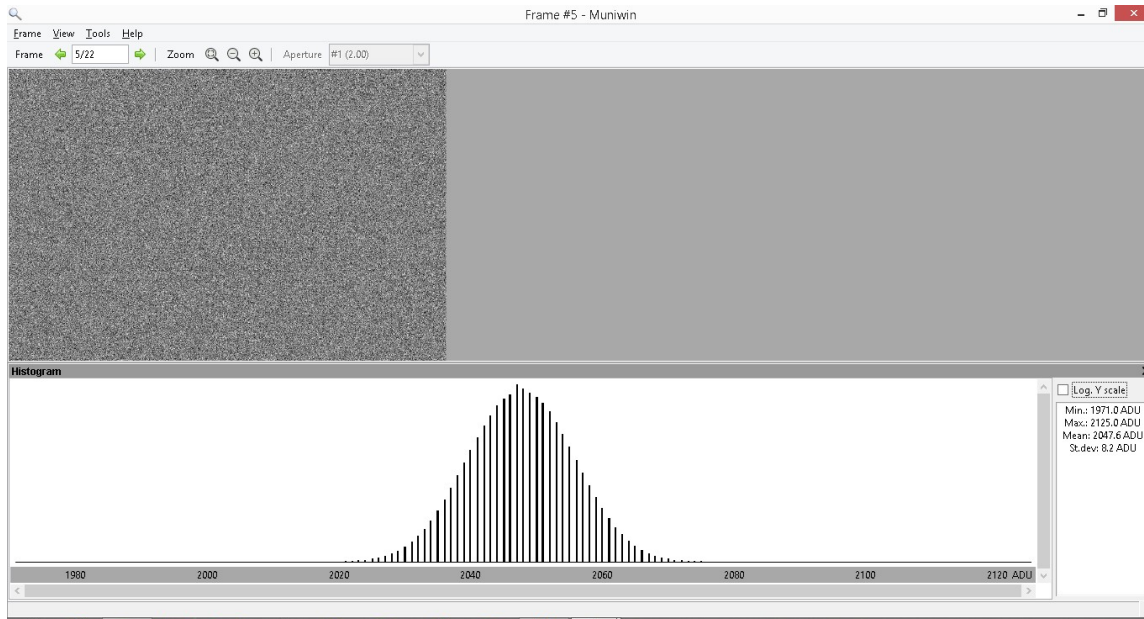 Frame #5 - Muniwin
Frame View Tools Help
Frame 5/22 Zoom Aperture #1 (2.00)
Histogram
Log. Y scale
Min.: 1971.0 ADU
Max.: 2125.0 ADU
Mean: 2047.6 ADU
St.dev: 8.2 ADU
1980 2000 2020 2040 2060 2080 2100 2120 ADU